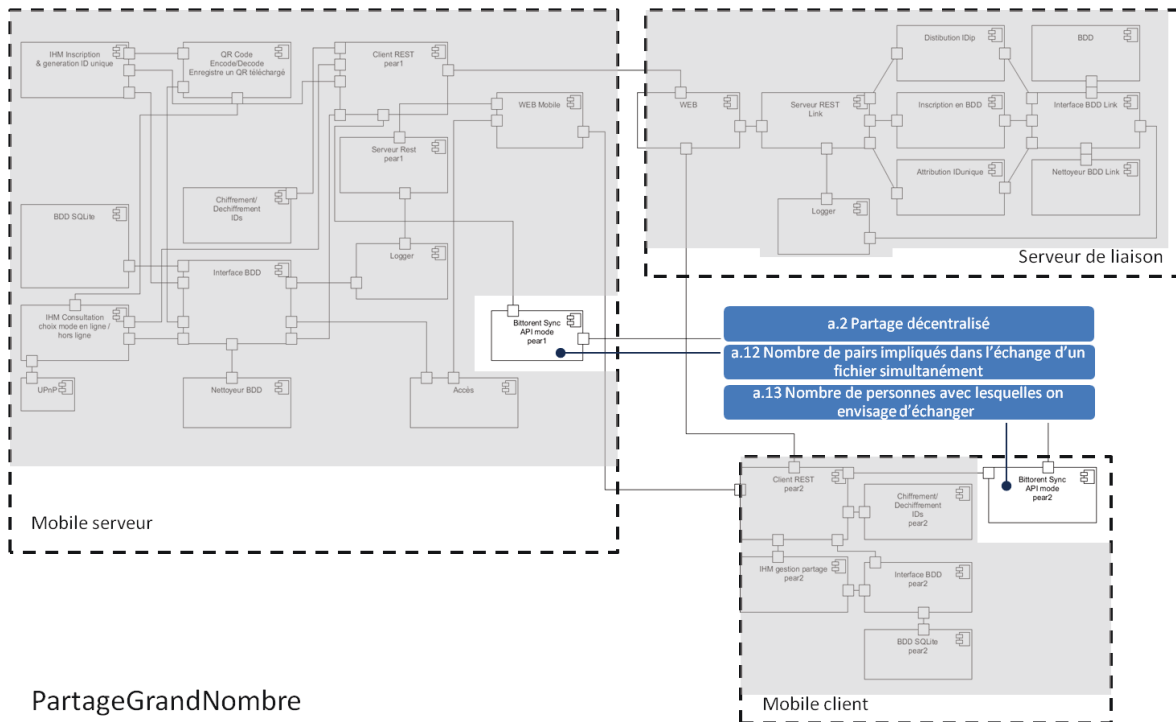 IHM Inscription
& generation ID unique
QR Code
Encode/Decode
Enregistre un QR téléchargé
Client REST
pear1
WEB Mobile
Serveur Rest
pear1
BDD SQLite
Chiffrement/
Dechiffrement
IDs
Logger
Interface BDD
IHM Consultation
choix mode en ligne /
hors ligne
Bittorent Sync
API mode
pear1
UPnP
Nettoyeur BDD
Accès
Mobile serveur
Distibution IDip
BDD
WEB
Serveur REST
Link
Inscription en BDD
Interface BDD Link
Attribution IDunique
Nettoyeur BDD Link
Logger
Serveur de liaison
a.2 Partage décentralisé
a.12 Nombre de pairs impliqués dans l'échange d'un
fichier simultanément
a.13 Nombre de personnes avec lesquelles on
envisage d'échanger
Client REST
pear2
Chiffrement/
Dechiffrement
IDs
pear2
Bittorent Sync
API mode
pear2
IHM gestion partage
pear2
Interface BDD
pear2
BDD SQLite
pear2
Mobile client
PartageGrandNombre